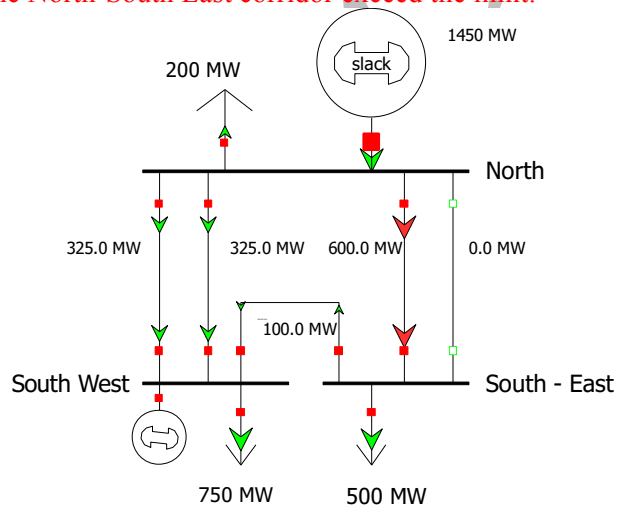 he North South East corridor exceed the limit.
1450 MW
slack
200 MW
North
325.0 MW 325.0 MW 600.0 MW 0.0 MW
100.0 MW
South West South - East
750 MW 500 MW